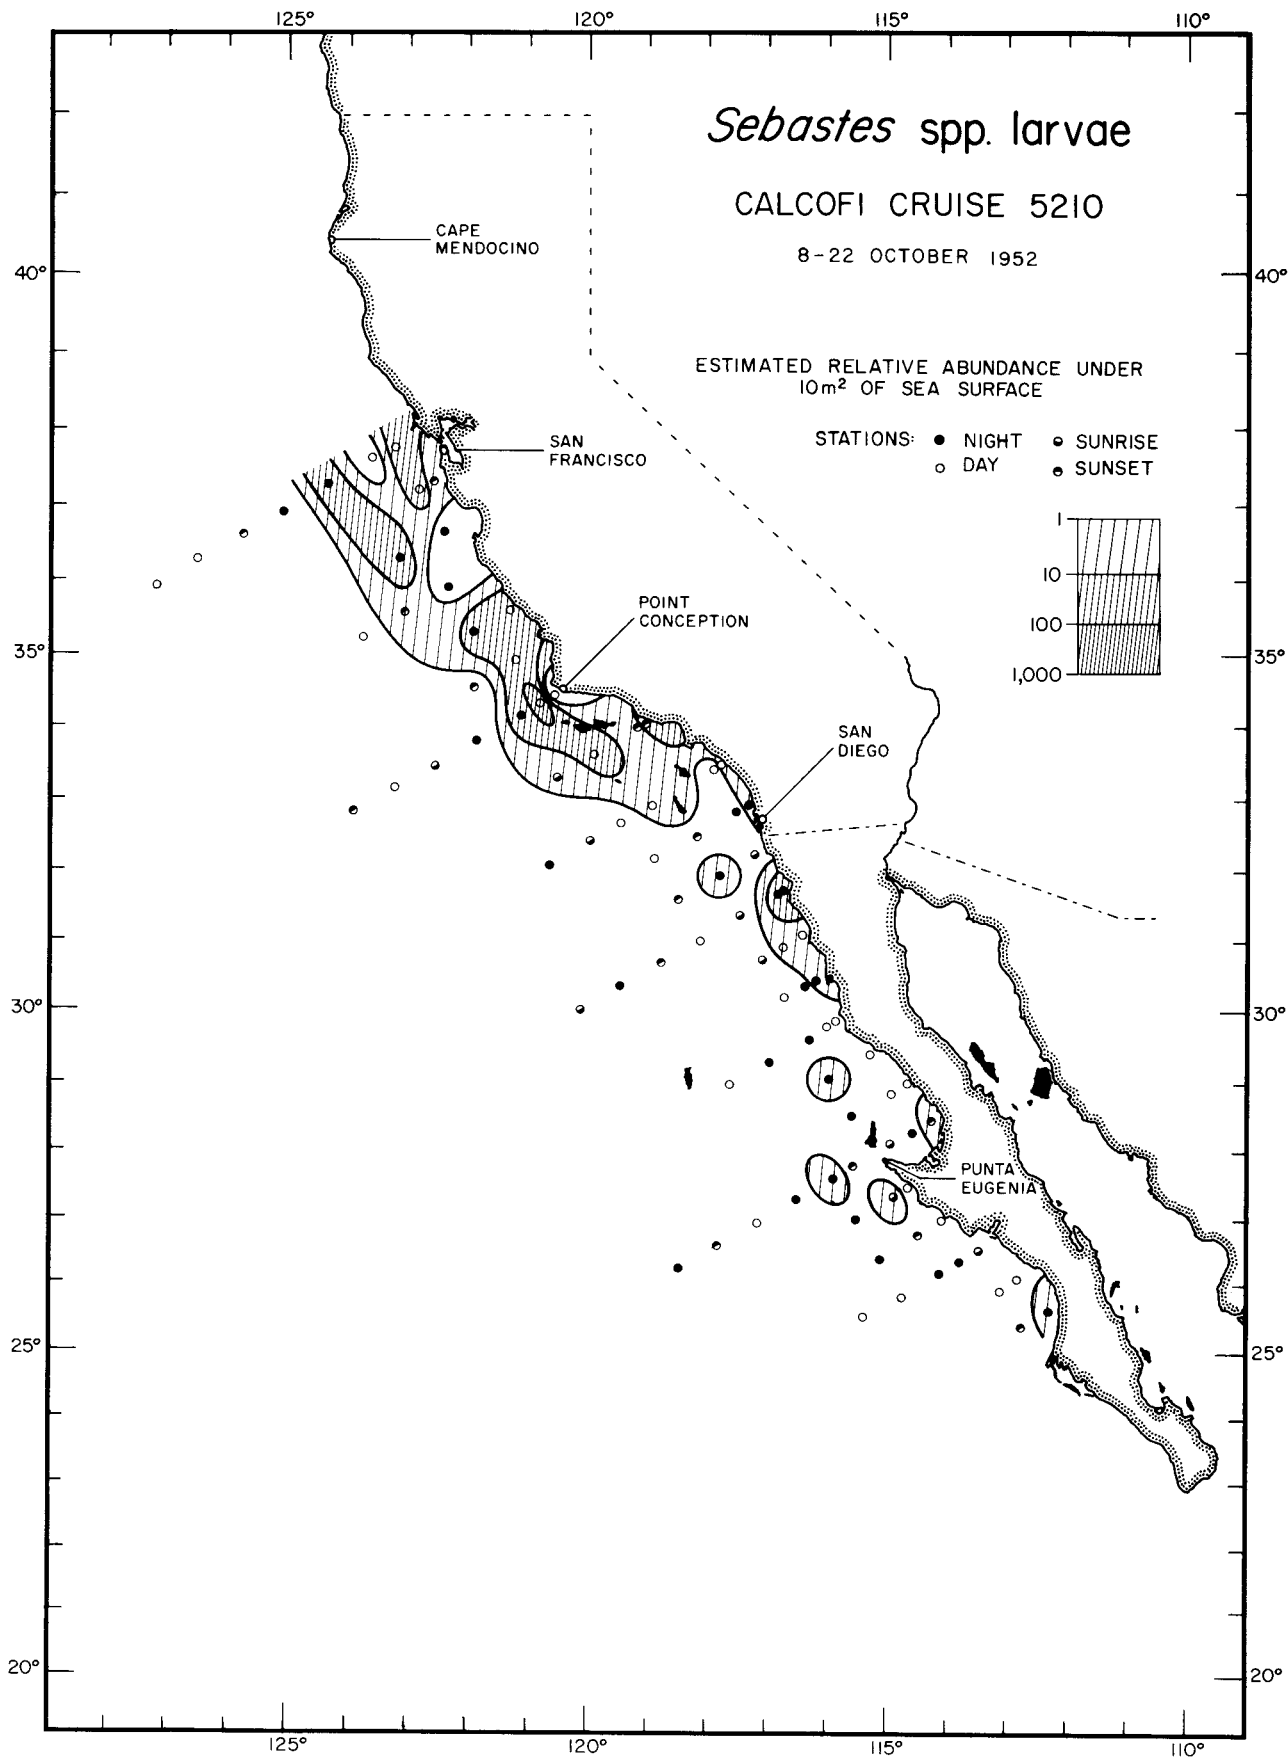 125° 120° 115° 110°
Sebastes spp. larvae
CALCOFI CRUISE 5210
8-22 OCTOBER 1952
CAPE
MENDOCINO
40° 40°
ESTIMATED RELATIVE ABUNDANCE UNDER
10m² OF SEA SURFACE
STATIONS: NIGHT SUNRISE
DAY SUNSET
SAN
FRANCISCO
1
10
100
1,000
POINT
CONCEPTION
35° 35°
SAN
DIEGO
30° 30°
PUNTA
EUGENIA
25° 25°
20° 20°
125° 120° 115° 110°